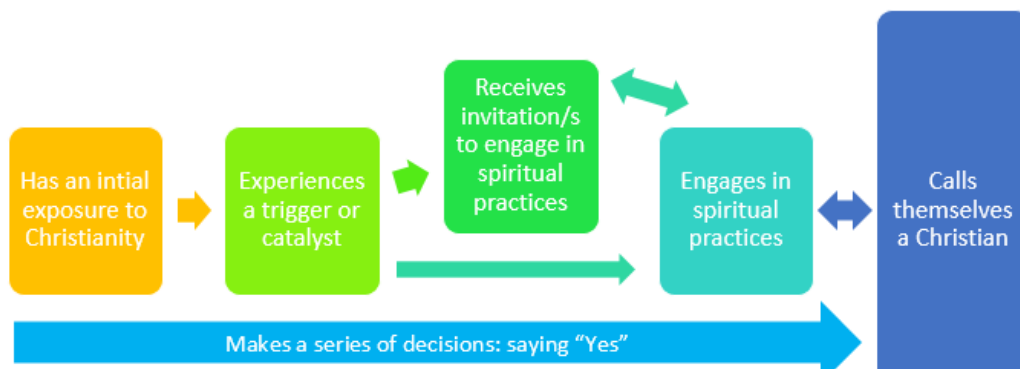 Has an intial
exposure to
Christianity
Experiences
a trigger or
catalyst
Receives
invitation/s
to engage in
spiritual
practices
Engages in
spiritual
practices
Calls
themselves
a Christian
Makes a series of decisions: saying “Yes”